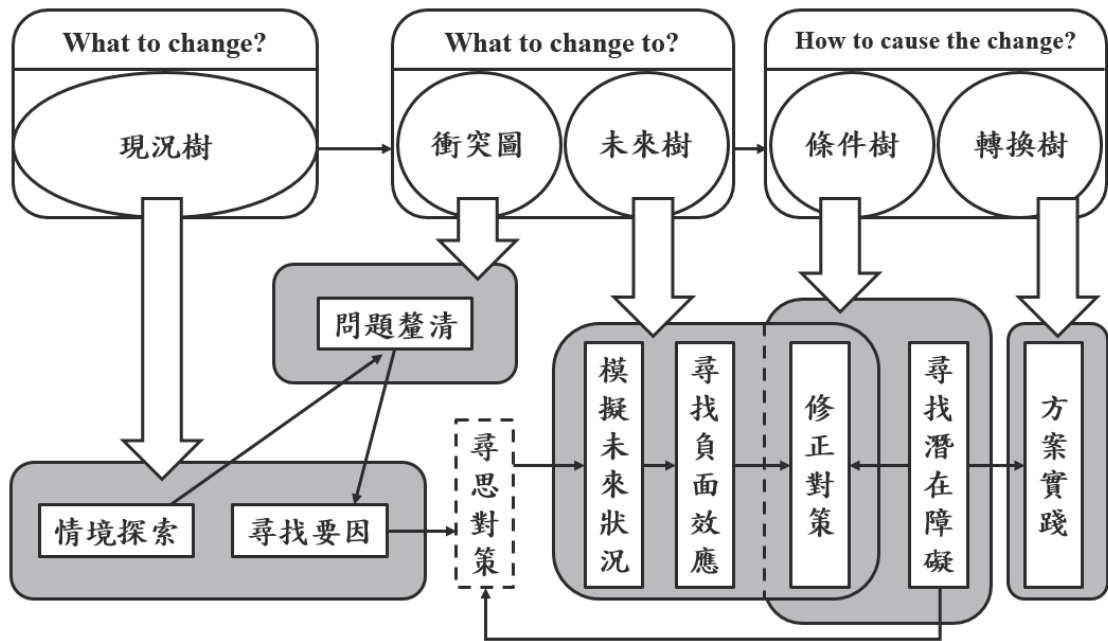 What to change?
What to change to?
How to cause the change?
現況樹
衝突圖
未來樹
條件樹
轉換樹
問題釐清
情境探索
尋找要因
尋思對策
模擬未來狀況
尋找負面效應
修正對策
尋找潛在障礙
方案實踐